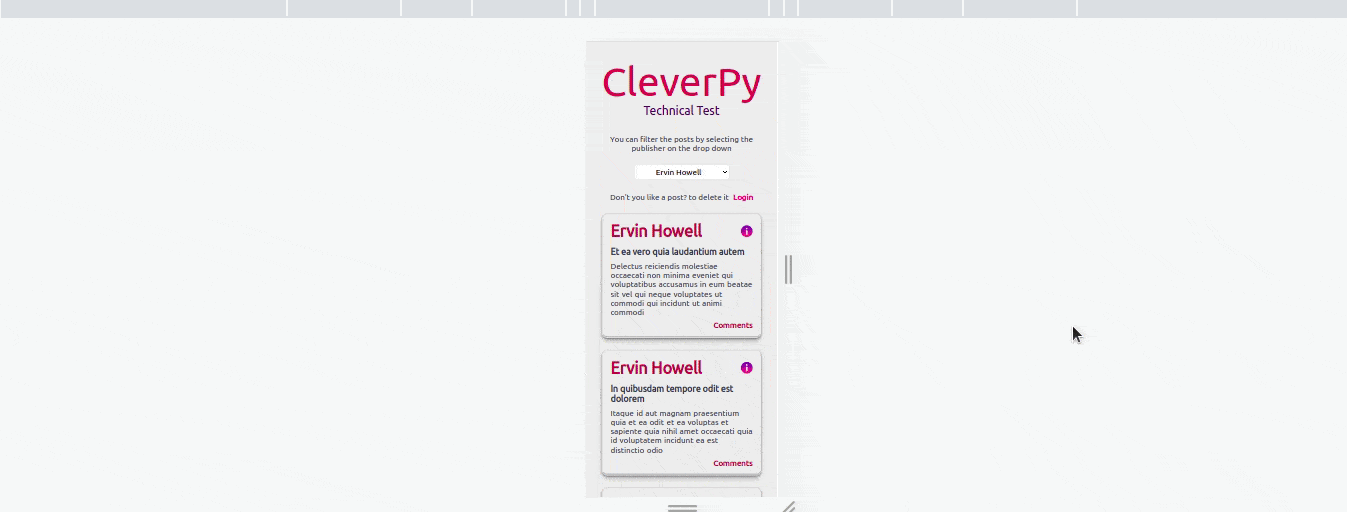 CleverPy
Technical Test
You can filter the posts by selecting the
publisher on the drop down
Ervin Howell
Don't you like a post? to delete it Login
Ervin Howell
Et ea vero quia laudantium autem
Delectus reiciendis molestiae
occaecati non minima eveniet qui
voluptatibus accusamus in eum beatae
sit vel qui neque voluptates ut
commodi qui incidunt ut animi
commodi
Comments
Ervin Howell
In quibusdam tempore odit est
dolorem
Itaque id aut magnam praesentium
quia et ea odit et ea voluptas et
sapiente quia nihil amet occaecati quia
id voluptatem incidunt ea est
distinctio odio
Comments